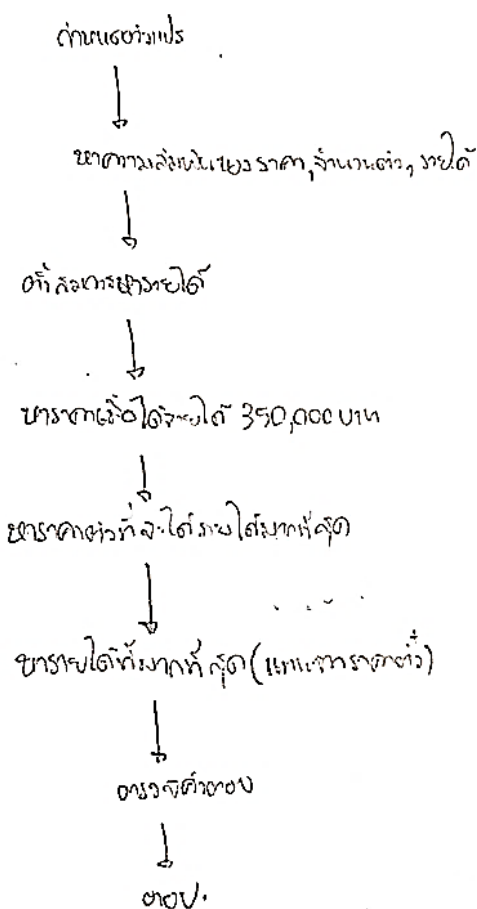 กำหนดตัวแปร
หาความสัมพันธ์ของราคา, จำนวนตั๋ว, รายได้
ตั้งสมการหารายได้
หาราคาเมื่อได้รายได้ 350,000 บาท
หาราคาตั๋วที่จะได้รายได้มากที่สุด
หารายได้ที่มากที่สุด (แทนจากราคาตั๋ว)
ตรวจคำตอบ
ตอบ.